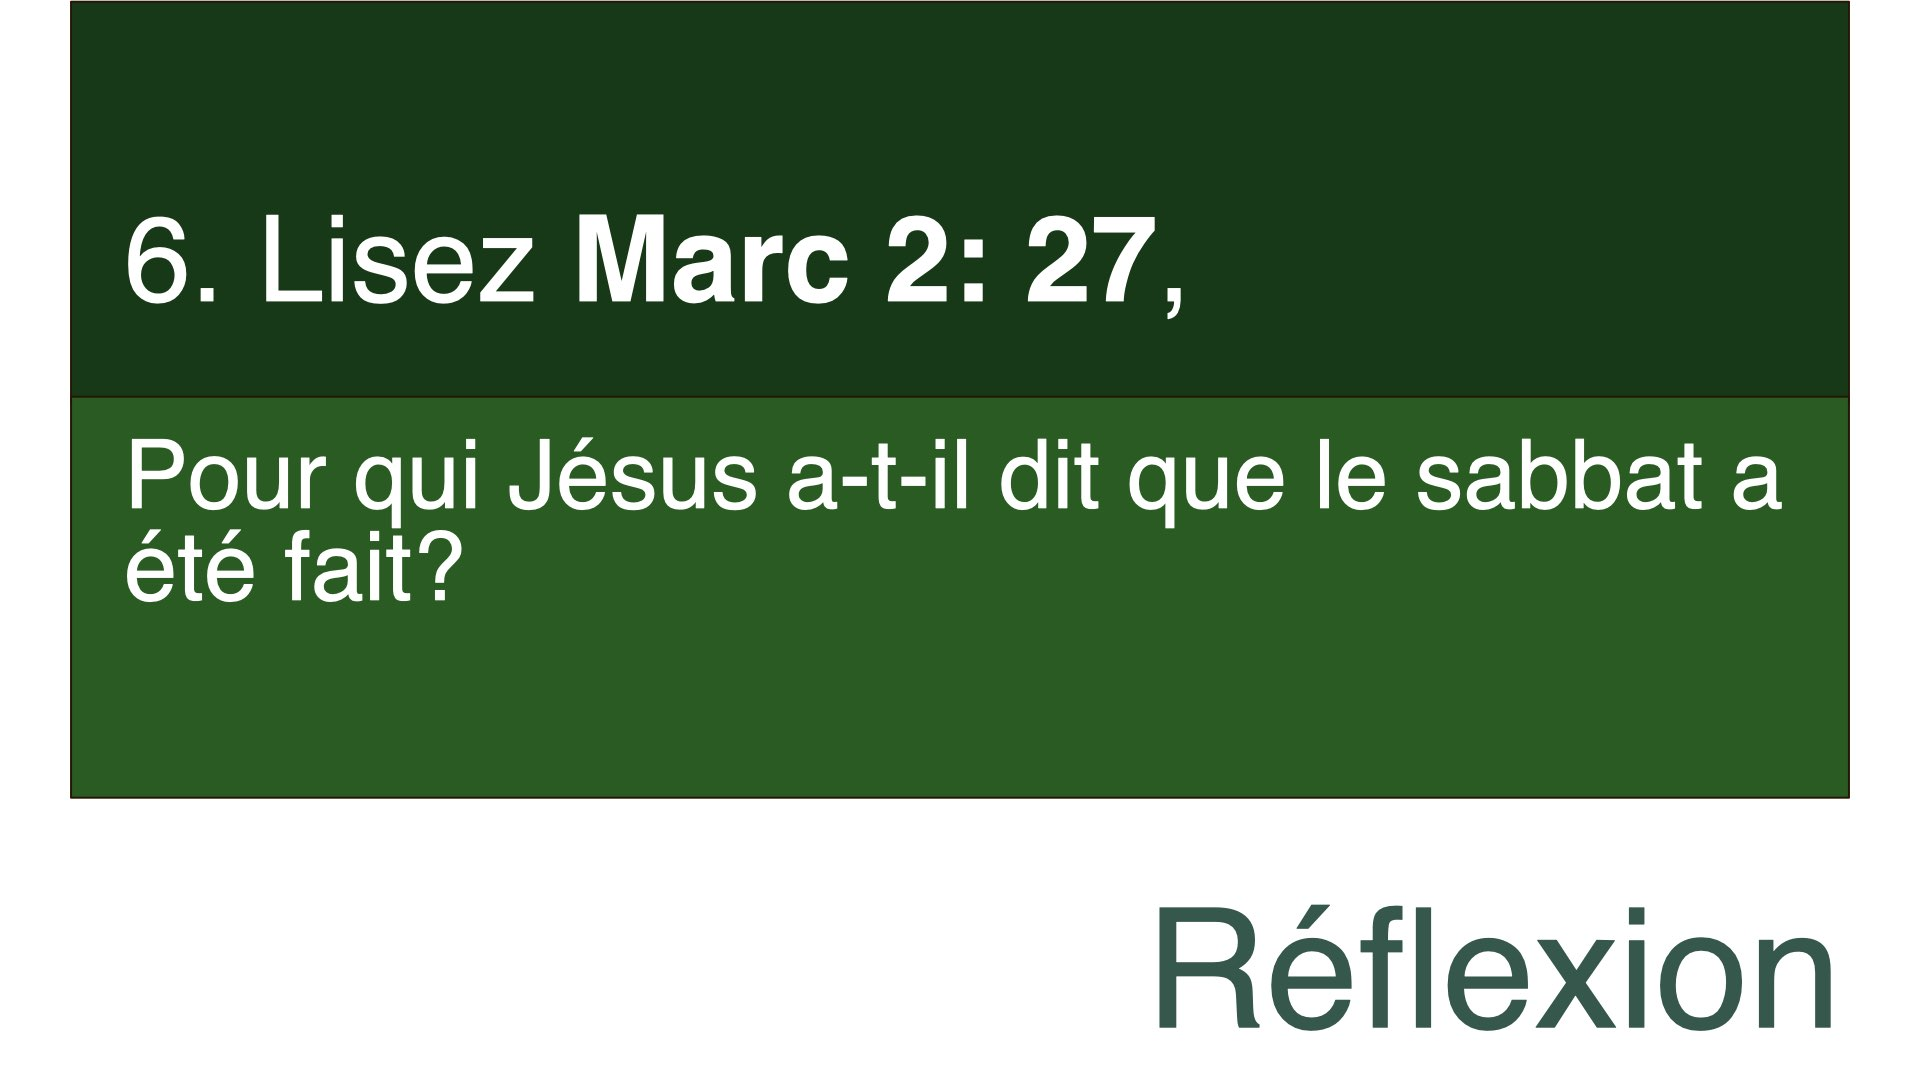 6. Lisez Marc 2: 27,
Pour qui Jésus a-t-il dit que le sabbat a
été fait?
Réflexion